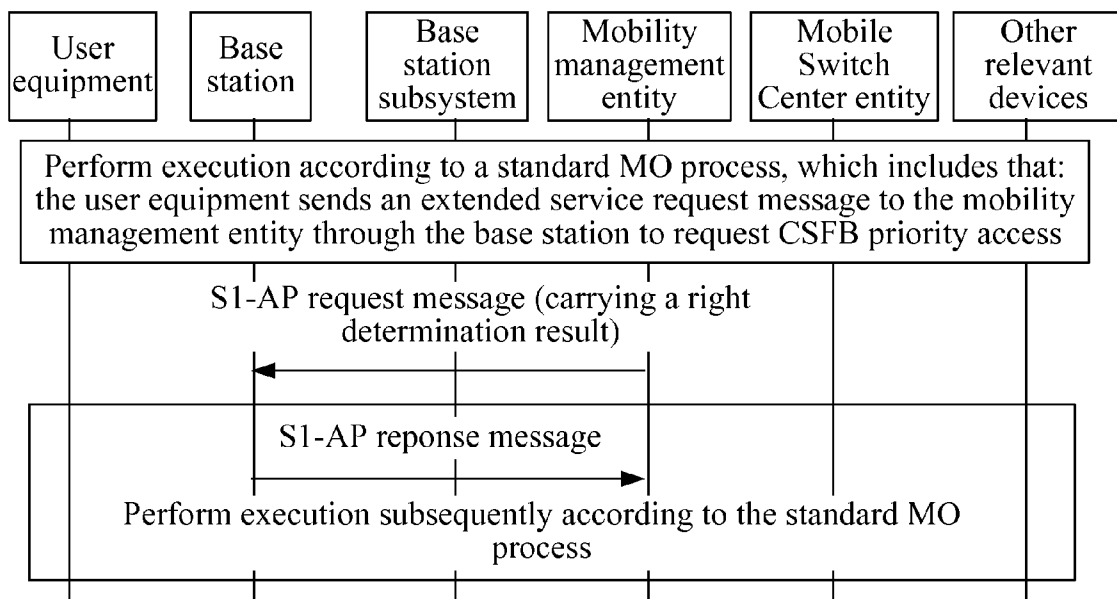 User
equipment
Base
station
Base
station
subsystem
Mobility
management
entity
Mobile
Switch
Center entity
Other
relevant
devices
Perform execution according to a standard MO process, which includes that:
the user equipment sends an extended service request message to the mobility
management entity through the base station to request CSFB priority access
S1-AP request message (carrying a right
determination result)
S1-AP reponse message
Perform execution subsequently according to the standard MO
process